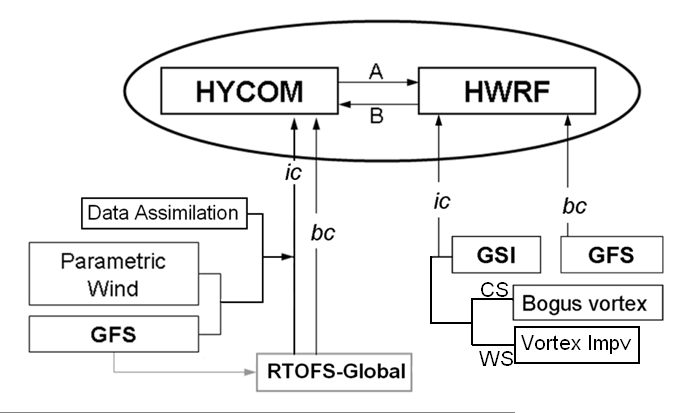 A
HYCOM
HWRF
B
ic
ic
bc
bc
Data Assimilation
Parametric
Wind
GFS
RTOFS-Global
GSI
GFS
CS
Bogus vortex
WS
Vortex Impv